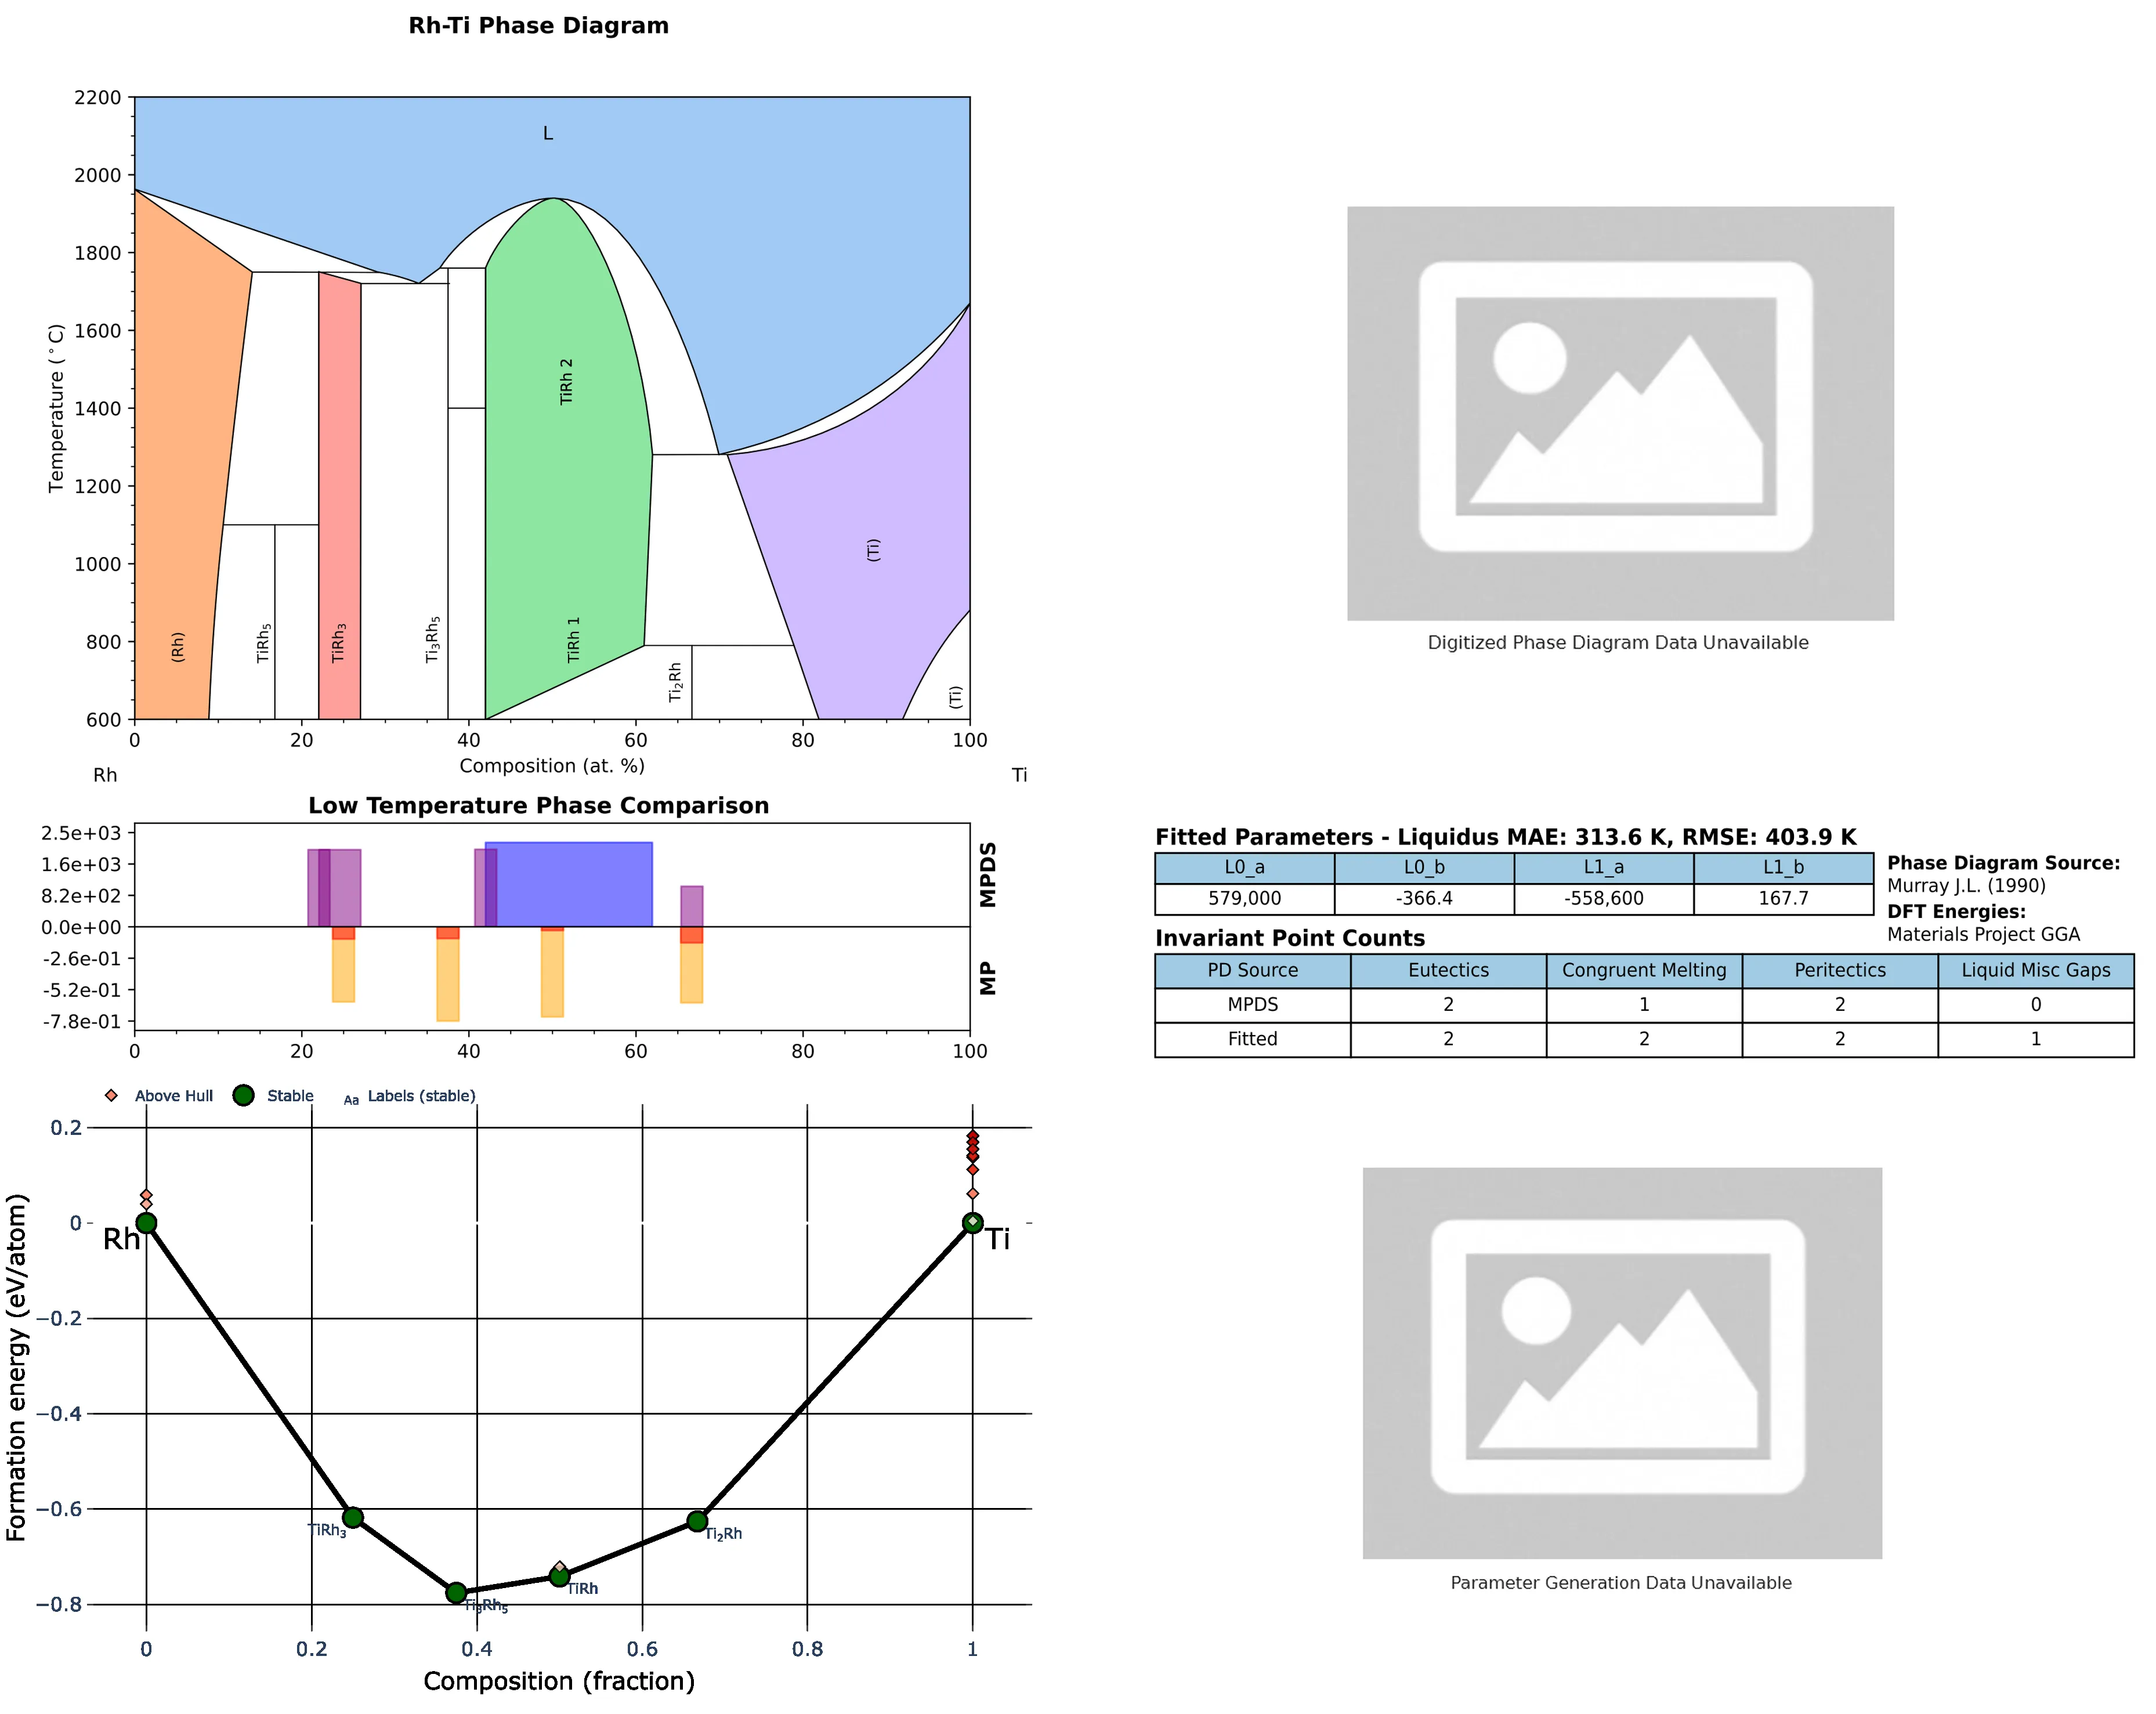 Rh-Ti Phase Diagram
2200
2000
1800
1600
1400
1200
1000
800
600
Temperature (°C)
L
TiRh 2
(Ti)
(Rh)
TiRh₅
TiRh₃
Ti₃Rh₅
TiRh 1
Ti₂Rh
(Ti)
0 20 40 60 80 100
Rh Composition (at. %) Ti
Digitized Phase Diagram Data Unavailable
Low Temperature Phase Comparison
2.5e+03
1.6e+03
8.2e+02
0.0e+00
-2.6e-01
-5.2e-01
-7.8e-01
MPDS
MP
0 20 40 60 80 100
Fitted Parameters - Liquidus MAE: 313.6 K, RMSE: 403.9 K
L0_a L0_b L1_a L1_b
579,000 -366.4 -558,600 167.7
Phase Diagram Source:
Murray J.L. (1990)
DFT Energies:
Materials Project GGA
Invariant Point Counts
PD Source Eutectics Congruent Melting Peritectics Liquid Misc Gaps
MPDS 2 1 2 0
Fitted 2 2 2 1
Above Hull Stable Aa Labels (stable)
0.2
0
−0.2
−0.4
−0.6
−0.8
Formation energy (eV/atom)
Rh
Ti
TiRh₃
Ti₂Rh
TiRh
Ti₃Rh₅
0 0.2 0.4 0.6 0.8 1
Composition (fraction)
Parameter Generation Data Unavailable